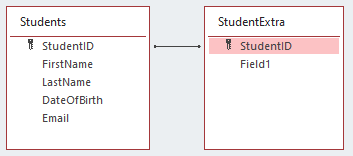 Students
StudentID
FirstName
LastName
DateOfBirth
Email
StudentExtra
StudentID
Field1